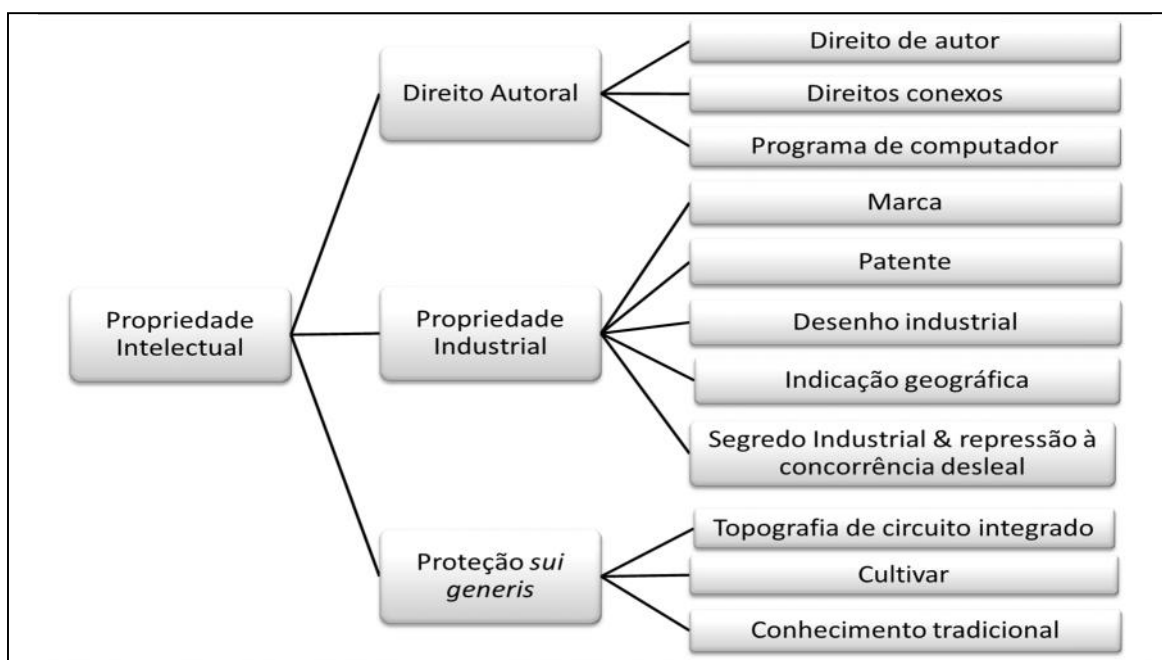 Direito Autoral
Direito de autor
Direitos conexos
Programa de computador
Propriedade
Intelectual
Propriedade
Industrial
Marca
Patente
Desenho industrial
Indicação geográfica
Segredo Industrial & repressão à
concorrência desleal
Proteção sui
generis
Topografia de circuito integrado
Cultivar
Conhecimento tradicional